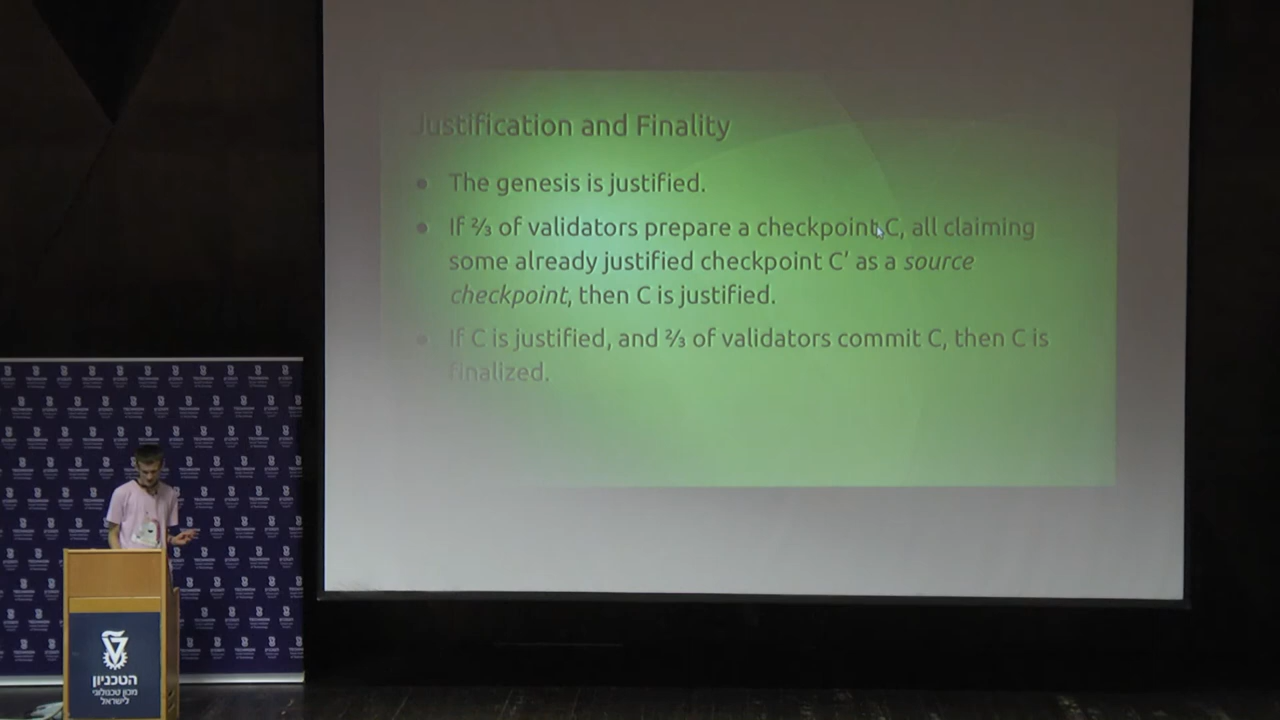 Justification and Finality
● The genesis is justified.
● If ⅔ of validators prepare a checkpoint C, all claiming
some already justified checkpoint C' as a source
checkpoint, then C is justified.
● If C is justified, and ⅔ of validators commit C, then C is
finalized.
הטכניון
מכון טכנולוגי
לישראל